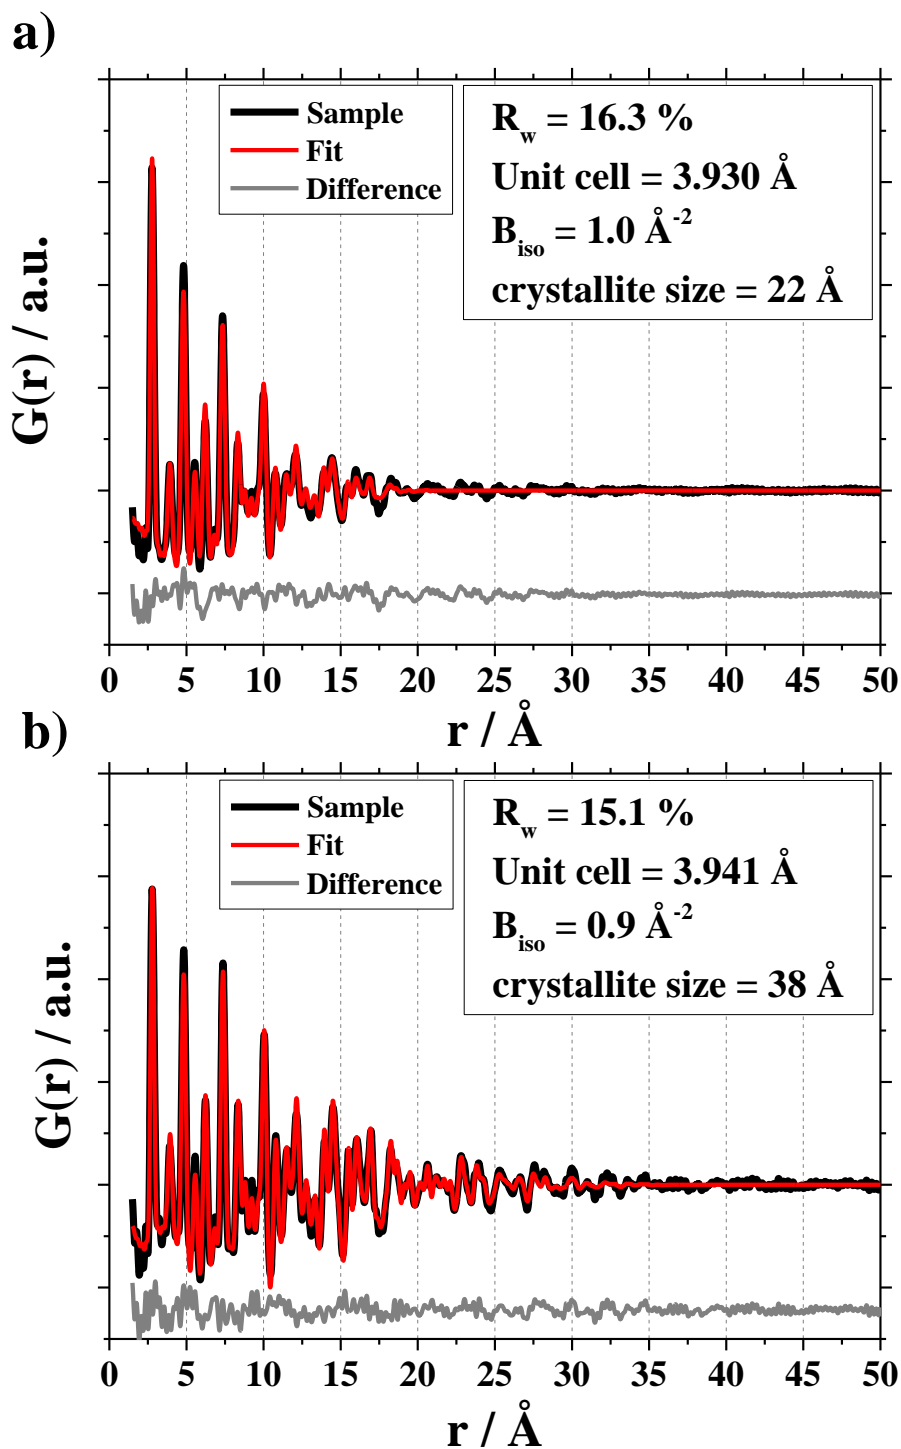 a)
Sample
Fit
Difference
R_w = 16.3 %
Unit cell = 3.930 Å
B_iso = 1.0 Å^-2
crystallite size = 22 Å
G(r) / a.u.
0 5 10 15 20 25 30 35 40 45 50
r / Å
b)
Sample
Fit
Difference
R_w = 15.1 %
Unit cell = 3.941 Å
B_iso = 0.9 Å^-2
crystallite size = 38 Å
G(r) / a.u.
0 5 10 15 20 25 30 35 40 45 50
r / Å